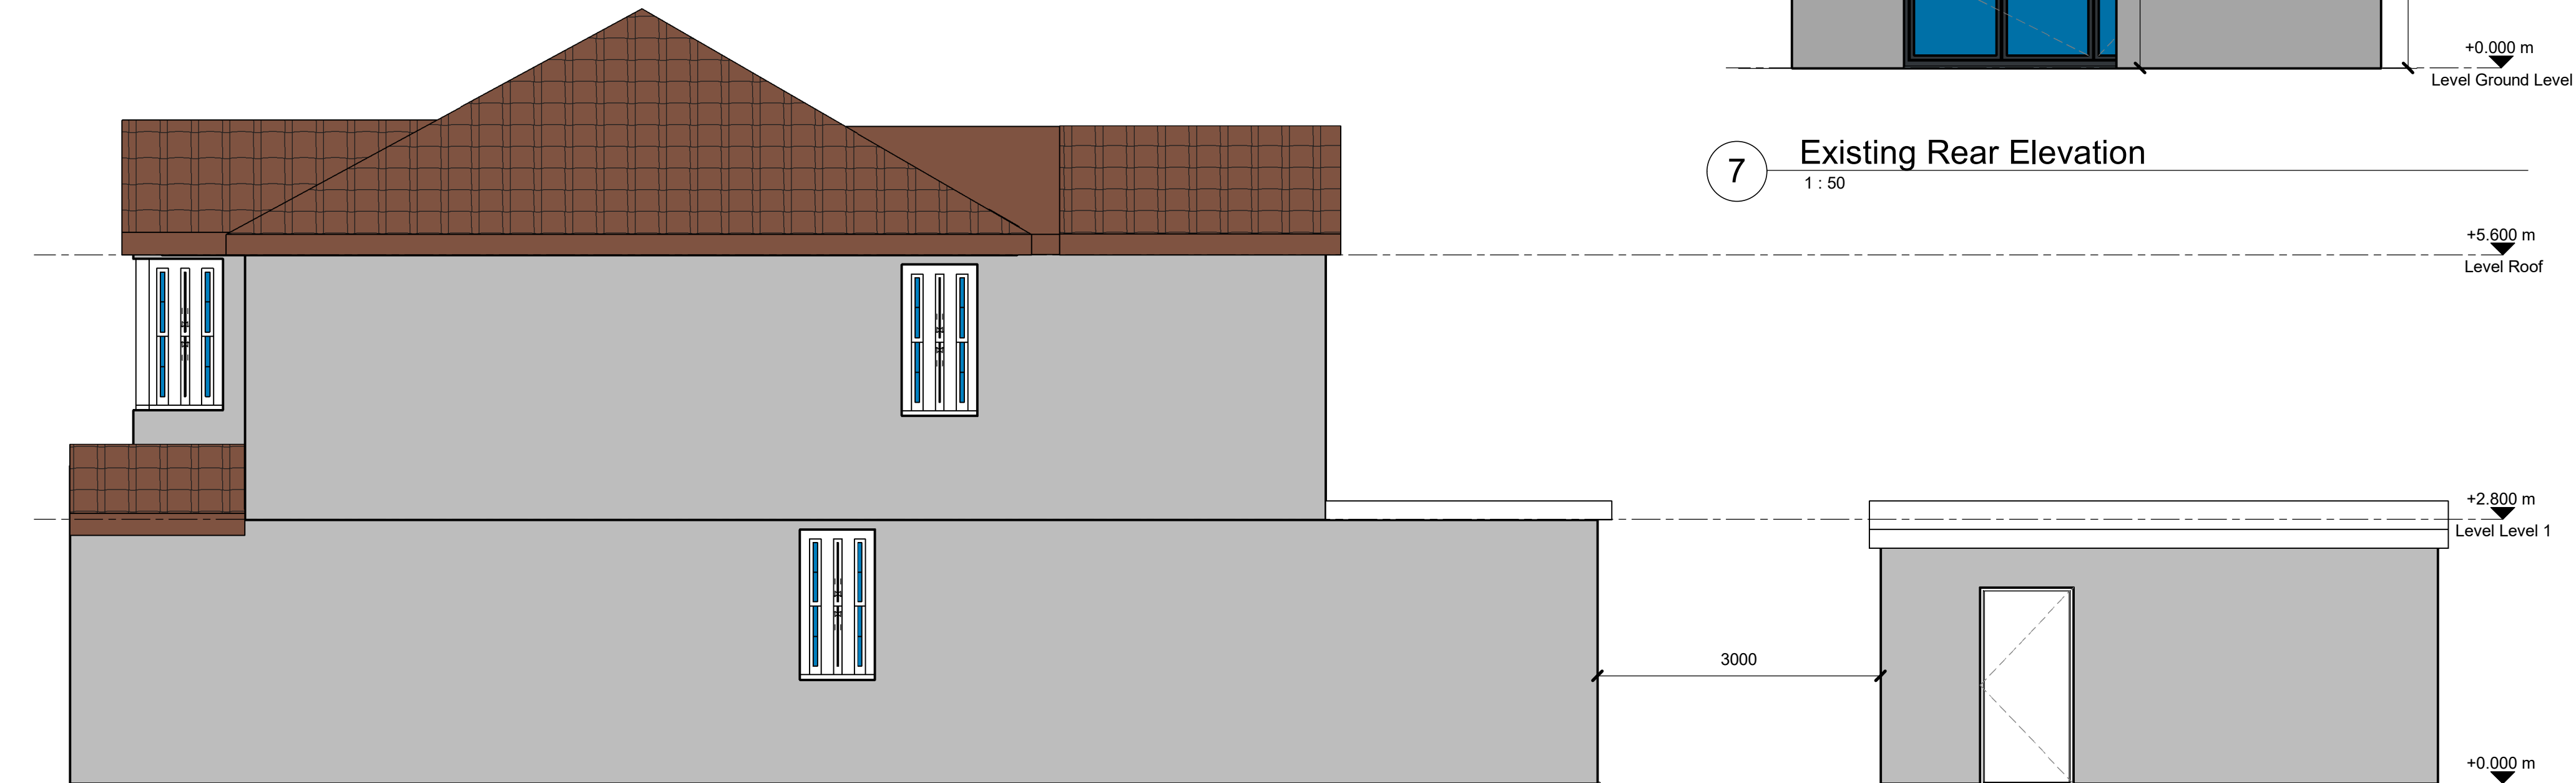 +0.000 m
Level Ground Level
7
Existing Rear Elevation
1 : 50
+5.600 m
Level Roof
+2.800 m
Level Level 1
3000
+0.000 m